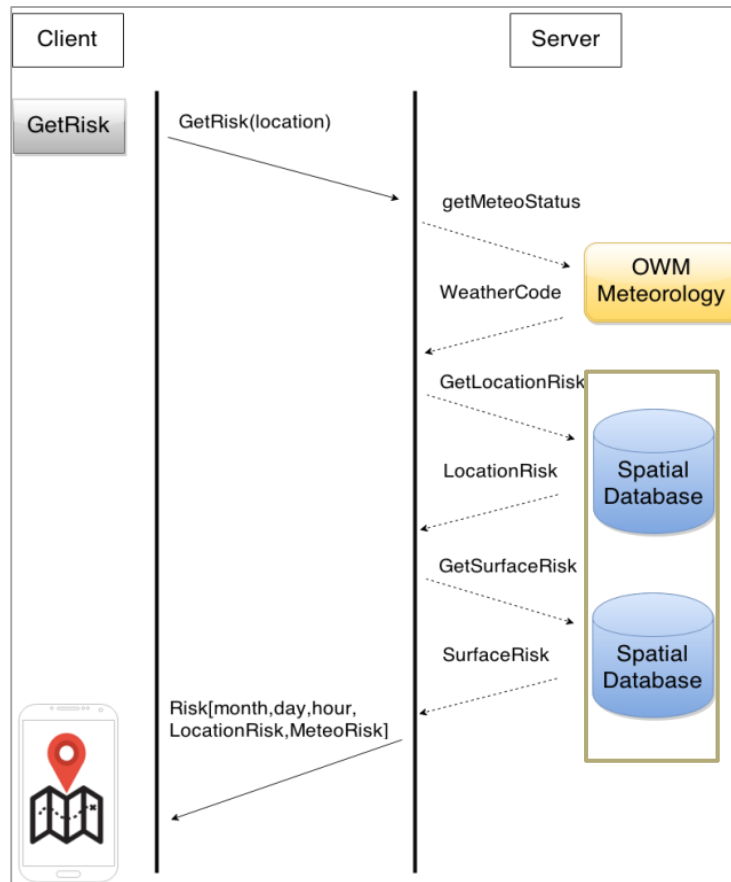 Client
Server
GetRisk
GetRisk(location)
getMeteoStatus
OWM
Meteorology
WeatherCode
GetLocationRisk
Spatial
Database
LocationRisk
GetSurfaceRisk
Spatial
Database
SurfaceRisk
Risk[month,day,hour,
LocationRisk,MeteoRisk]